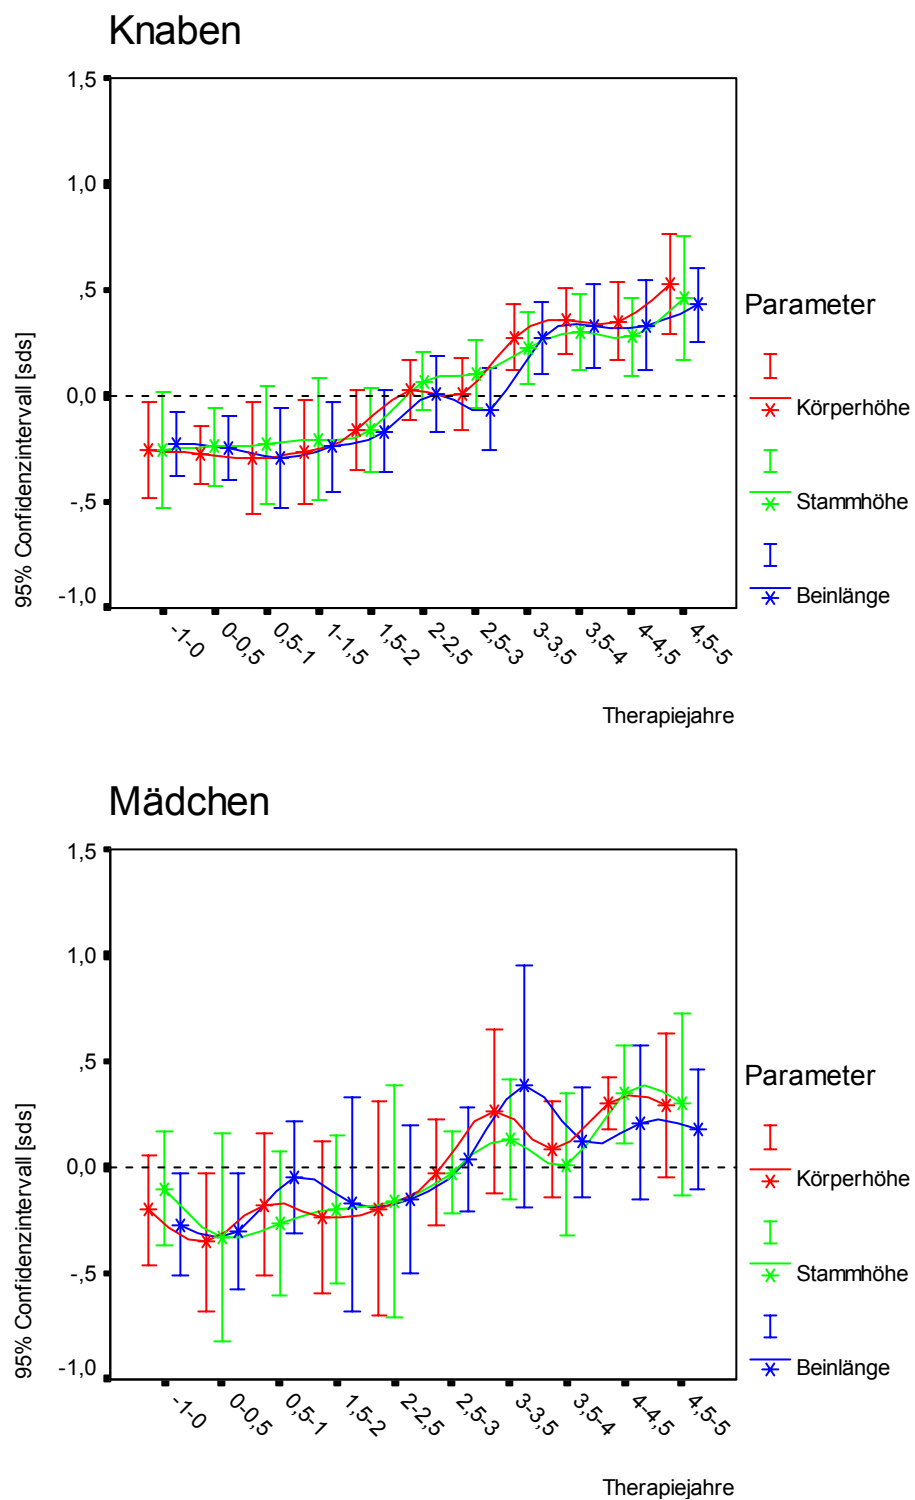 Knaben
1,5
1,0
,5
0,0
-,5
-1,0
95% Confidenzintervall [sds]
-1-0
0-0,5
0,5-1
1-1,5
1,5-2
2-2,5
2,5-3
3-3,5
3,5-4
4-4,5
4,5-5
Therapiejahre
Parameter
Körperhöhe
Stammhöhe
Beinlänge
Mädchen
1,5
1,0
,5
0,0
-,5
-1,0
95% Confidenzintervall [sds]
-1-0
0-0,5
0,5-1
1,5-2
2-2,5
2,5-3
3-3,5
3,5-4
4-4,5
4,5-5
Therapiejahre
Parameter
Körperhöhe
Stammhöhe
Beinlänge